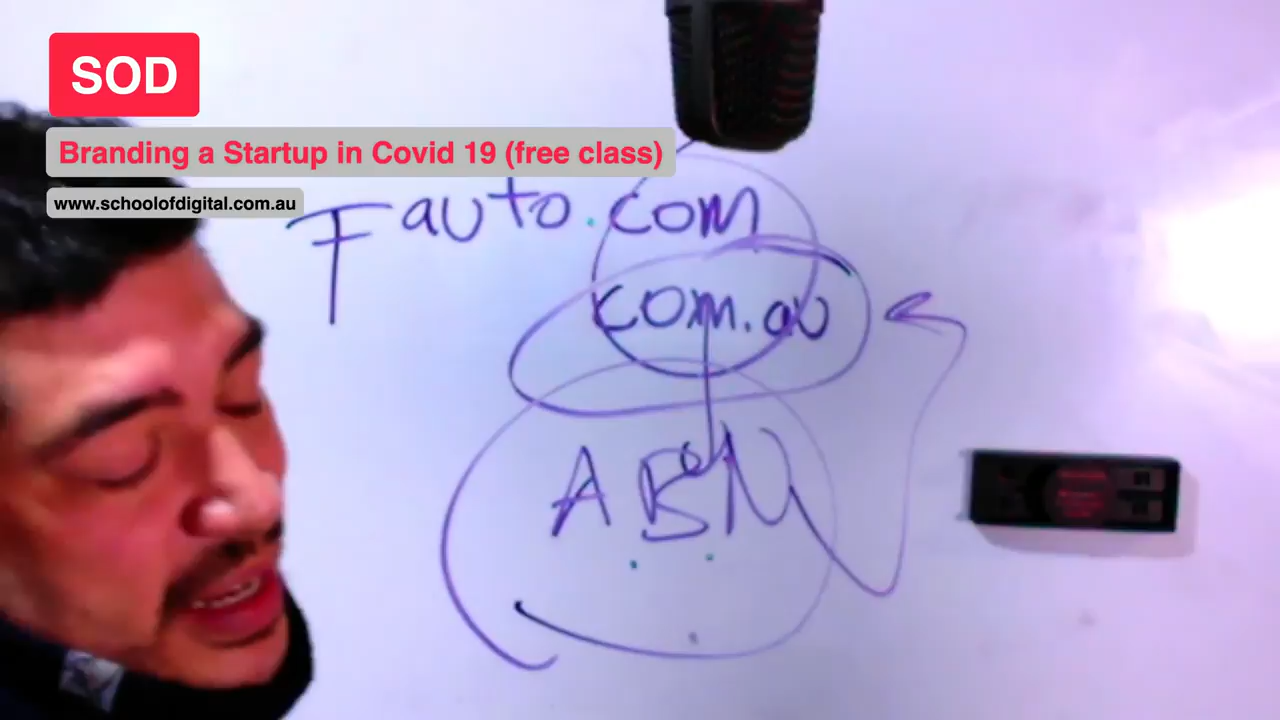 SOD
Branding a Startup in Covid 19 (free class)
www.schoolofdigital.com.au
Fauto.com
com.au
ABN